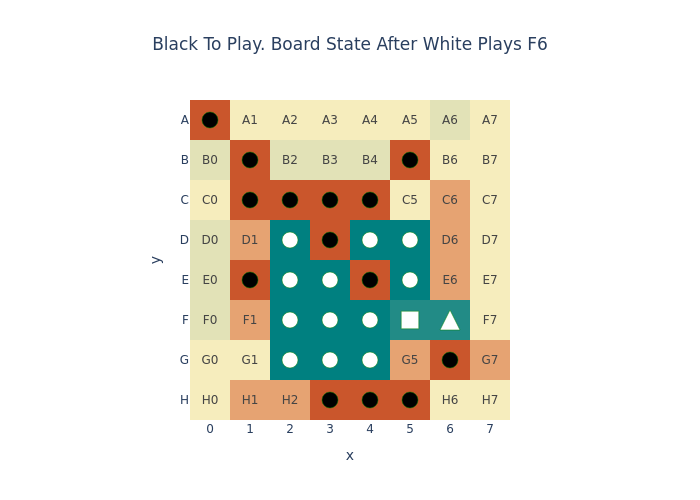 Black To Play. Board State After White Plays F6
A A1 A2 A3 A4 A5 A6 A7
B B0 B2 B3 B4 B6 B7
C C0 C5 C6 C7
D D0 D1 D6 D7
E E0 E6 E7
F F0 F1 F7
G G0 G1 G5 G7
H H0 H1 H2 H6 H7
0 1 2 3 4 5 6 7
x
y